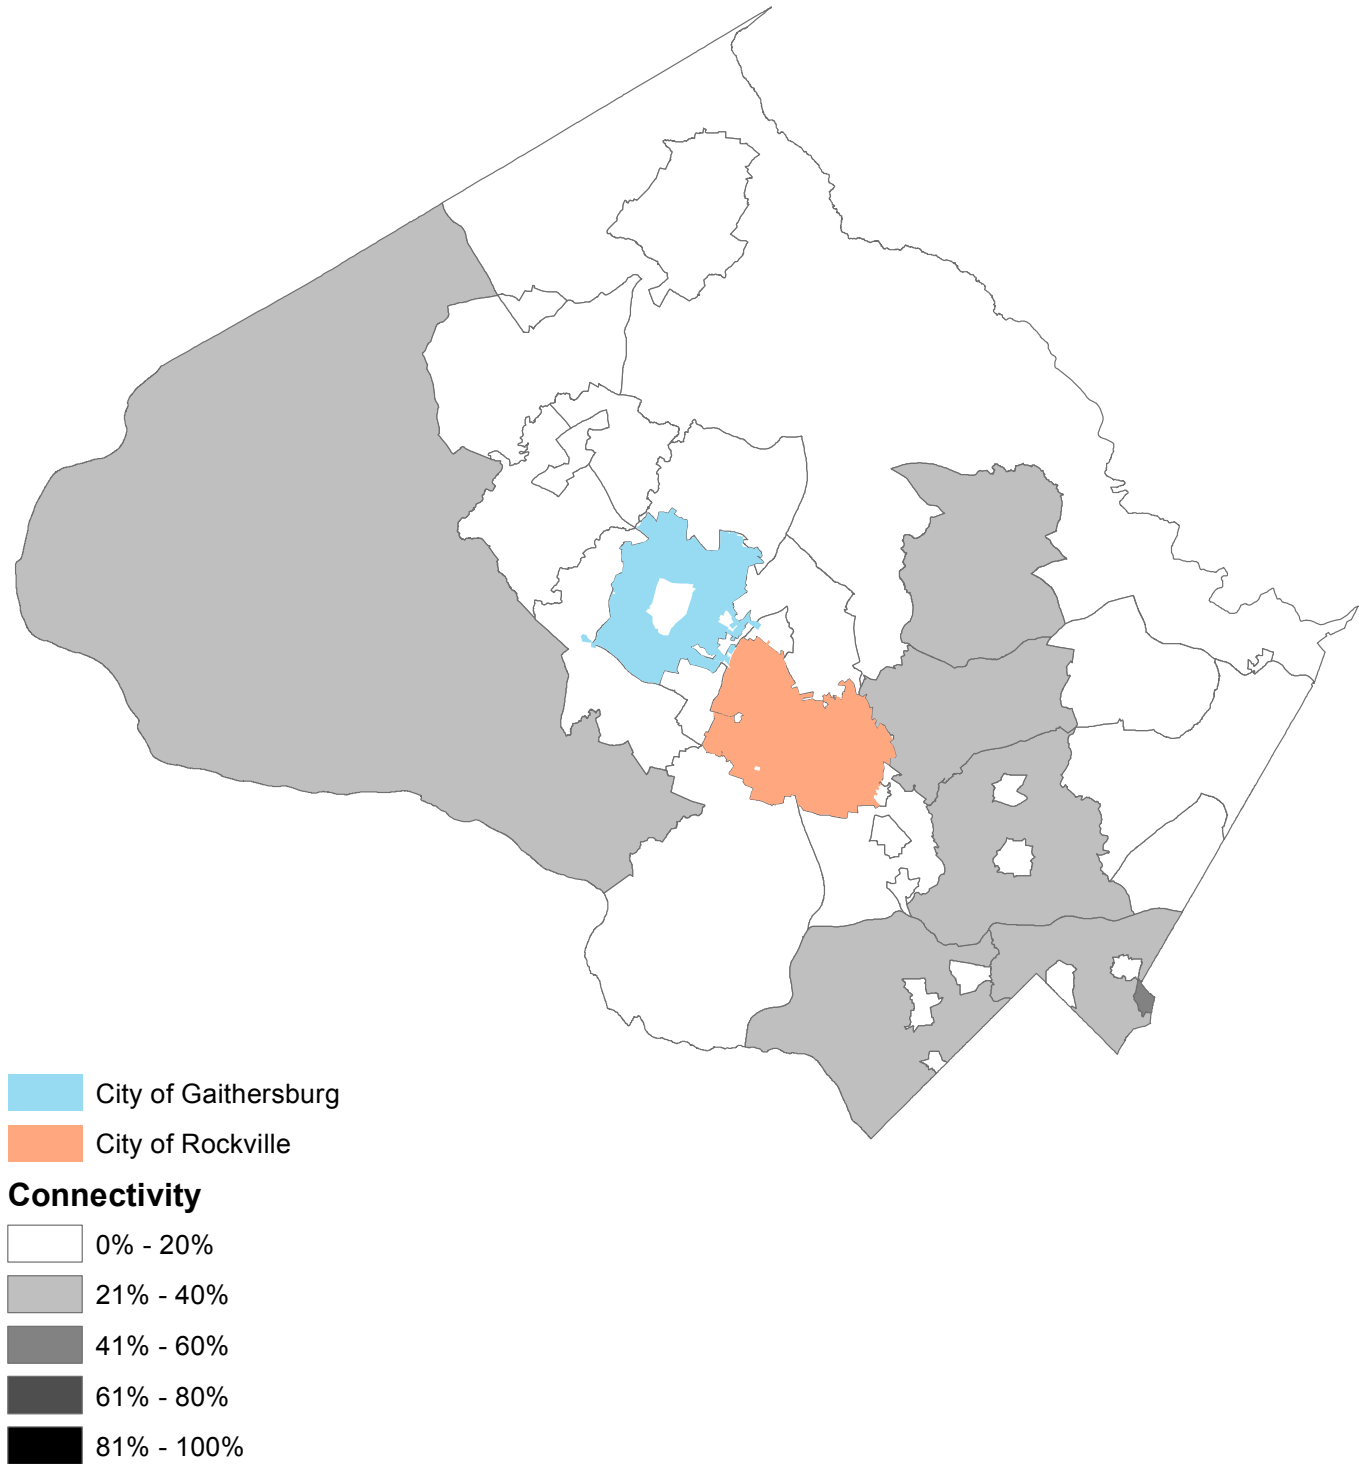 City of Gaithersburg
City of Rockville
Connectivity
0% - 20%
21% - 40%
41% - 60%
61% - 80%
81% - 100%